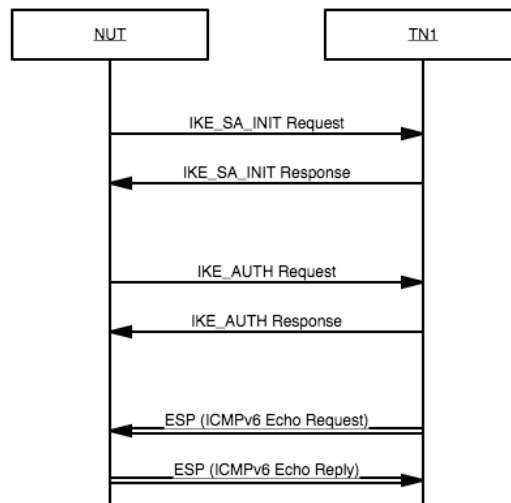 NUT
TN1
IKE_SA_INIT Request
IKE_SA_INIT Response
IKE_AUTH Request
IKE_AUTH Response
ESP (ICMPv6 Echo Request)
ESP (ICMPv6 Echo Reply)